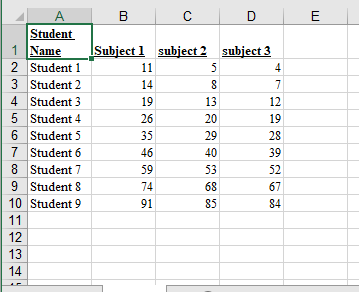 A B C D E
Student
1 Name Subject 1 subject 2 subject 3
2 Student 1 11 5 4
3 Student 2 14 8 7
4 Student 3 19 13 12
5 Student 4 26 20 19
6 Student 5 35 29 28
7 Student 6 46 40 39
8 Student 7 59 53 52
9 Student 8 74 68 67
10 Student 9 91 85 84
11
12
13
14